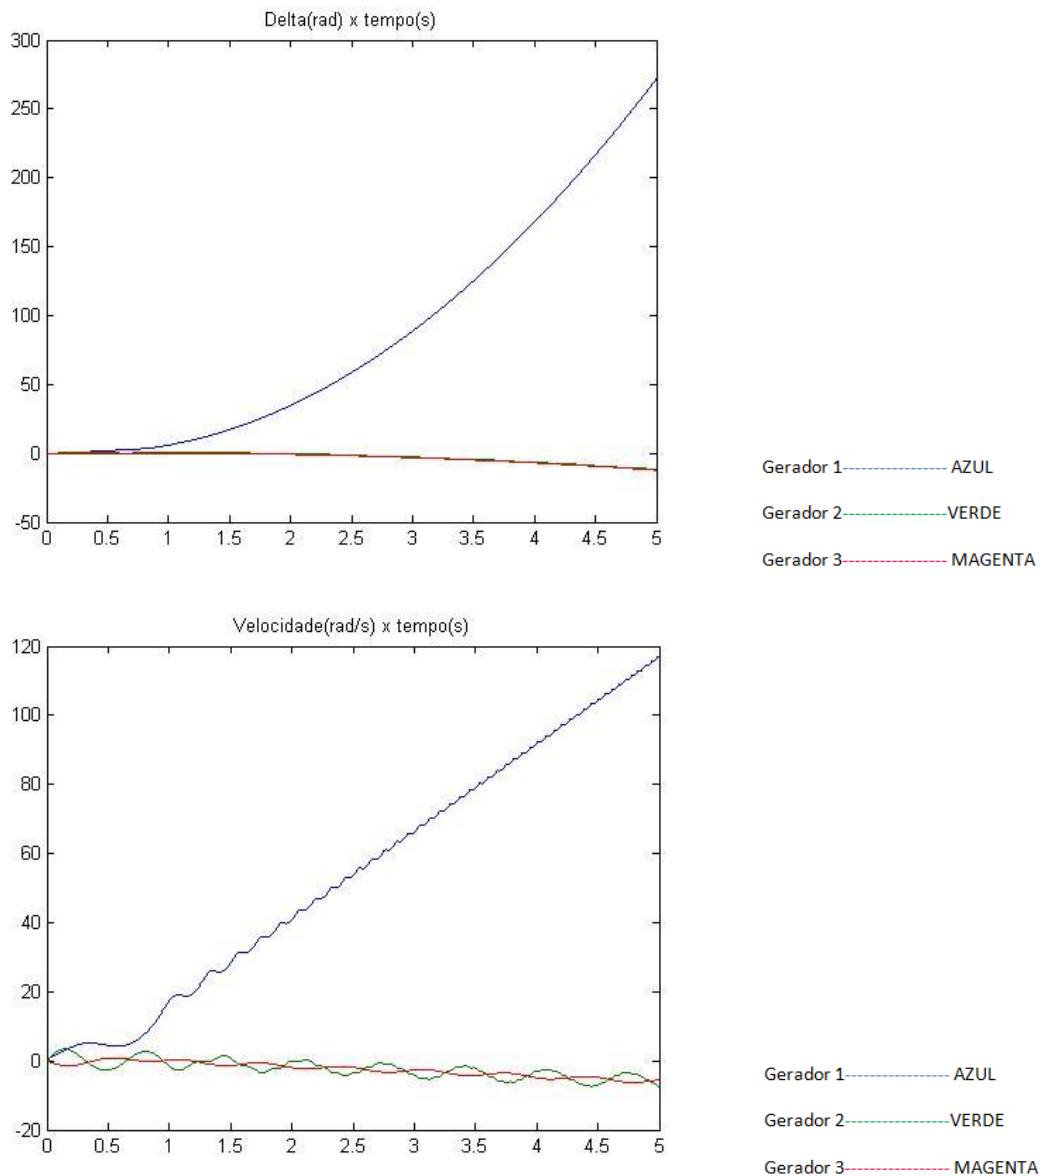 Delta(rad) x tempo(s)
300
250
200
150
100
50
0
-50
0 0.5 1 1.5 2 2.5 3 3.5 4 4.5 5
Gerador 1---------------- AZUL
Gerador 2----------------VERDE
Gerador 3---------------- MAGENTA
Velocidade(rad/s) x tempo(s)
120
100
80
60
40
20
0
-20
0 0.5 1 1.5 2 2.5 3 3.5 4 4.5 5
Gerador 1---------------- AZUL
Gerador 2----------------VERDE
Gerador 3---------------- MAGENTA